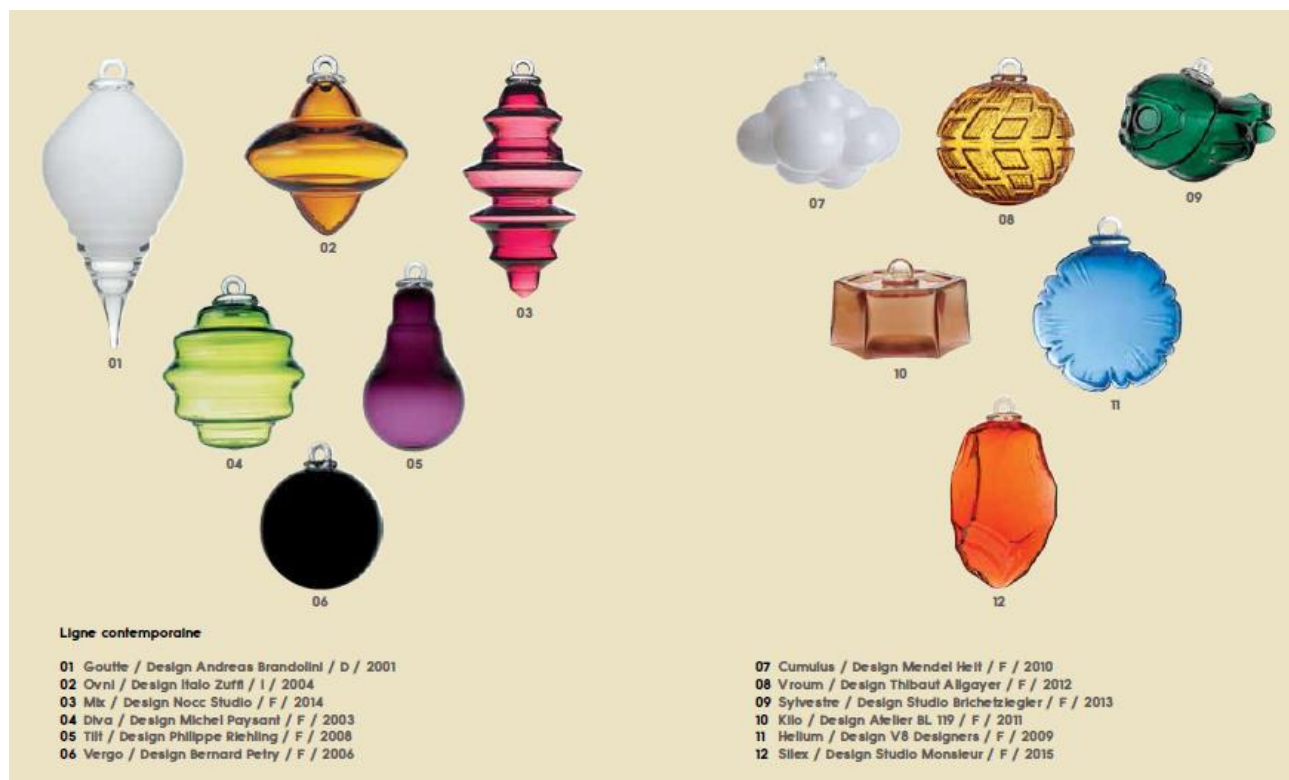 01
02
03
04
05
06
07
08
09
10
11
12
Ligne contemporaine
01 Goutte / Design Andreas Brandolini / D / 2001
02 Ovni / Design Italo Zuffi / I / 2004
03 Mix / Design Nocc Studio / F / 2014
04 Diva / Design Michel Paysant / F / 2003
05 Tilt / Design Philippe Riehling / F / 2008
06 Vergo / Design Bernard Petry / F / 2006
07 Cumulus / Design Mendel Heit / F / 2010
08 Vroum / Design Thibaut Allgayer / F / 2012
09 Sylvestre / Design Studio Brichetziegler / F / 2013
10 Kilo / Design Atelier BL 119 / F / 2011
11 Helium / Design V8 Designers / F / 2009
12 Silex / Design Studio Monsieur / F / 2015